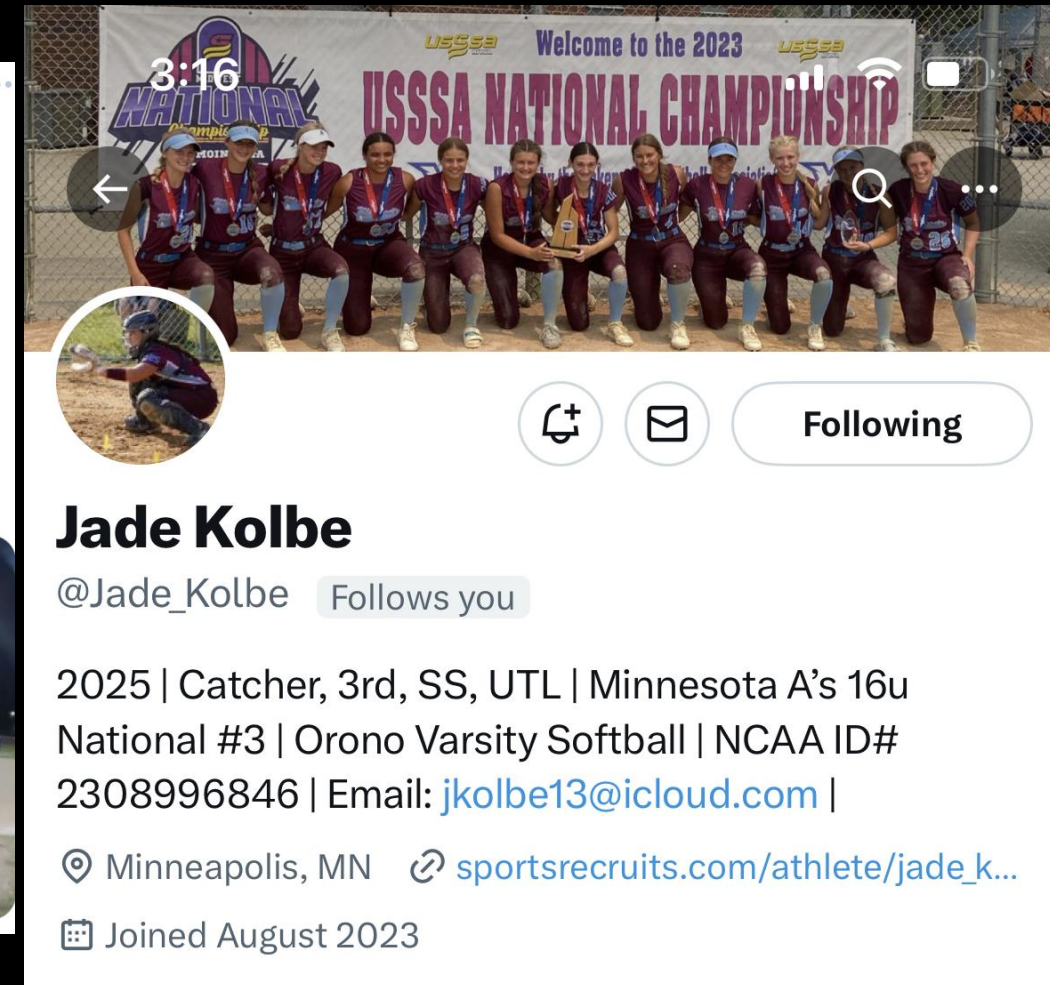 3:16
usssa Welcome to the 2023 usssa
NATIONAL USSSA NATIONAL CHAMPIONSHIP
Jade Kolbe
Following
@Jade_Kolbe Follows you
2025 | Catcher, 3rd, SS, UTL | Minnesota A’s 16u
National #3 | Orono Varsity Softball | NCAA ID#
2308996846 | Email: jkolbe13@icloud.com |
Minneapolis, MN sportsrecruits.com/athlete/jade_k...
Joined August 2023